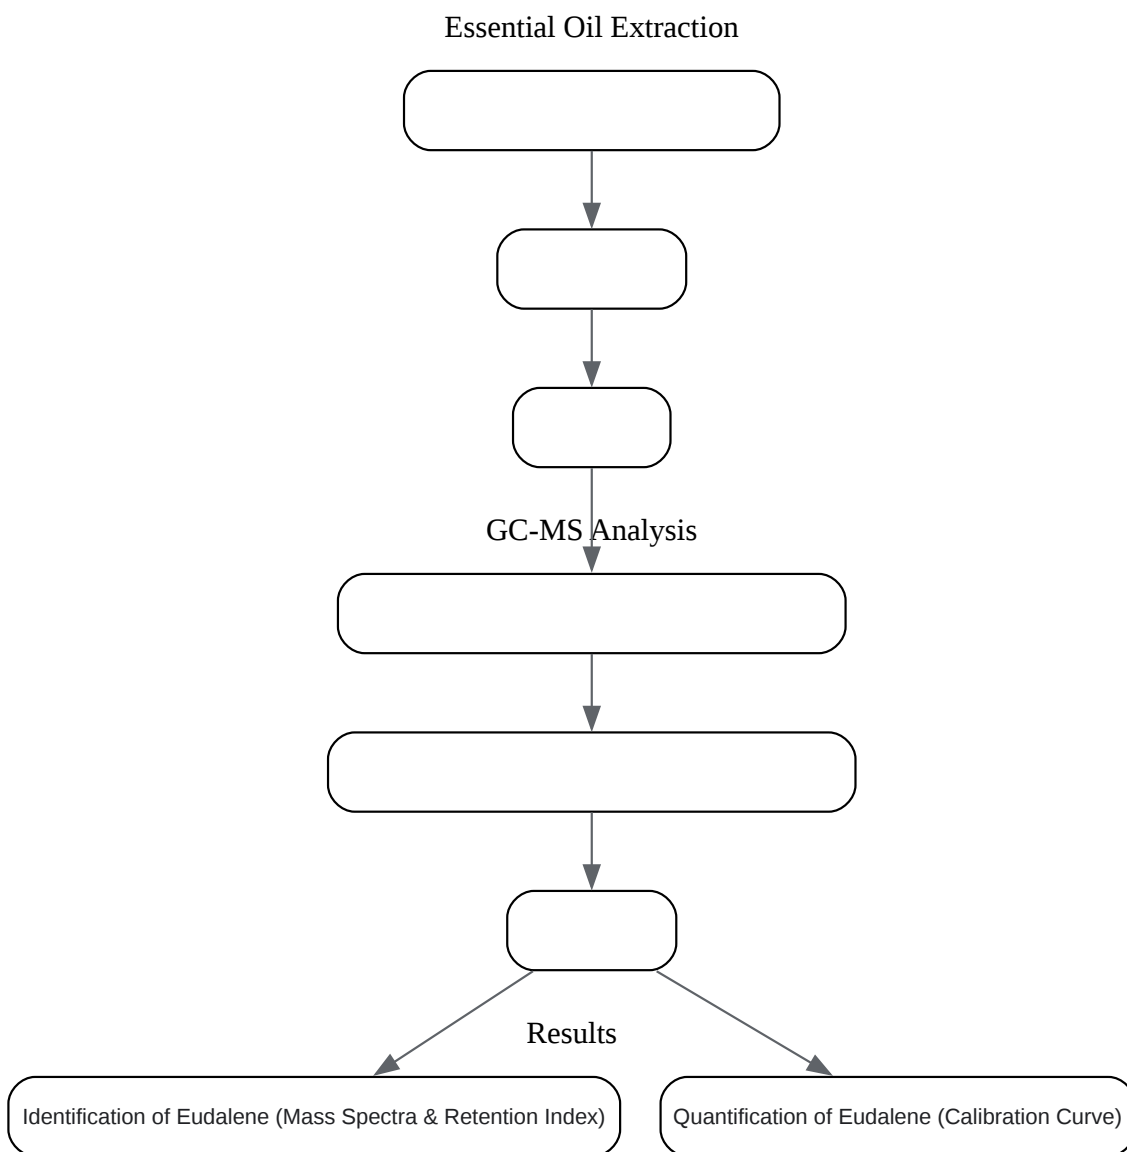 Essential Oil Extraction
GC-MS Analysis
Results
Identification of Eudalene (Mass Spectra & Retention Index)
Quantification of Eudalene (Calibration Curve)